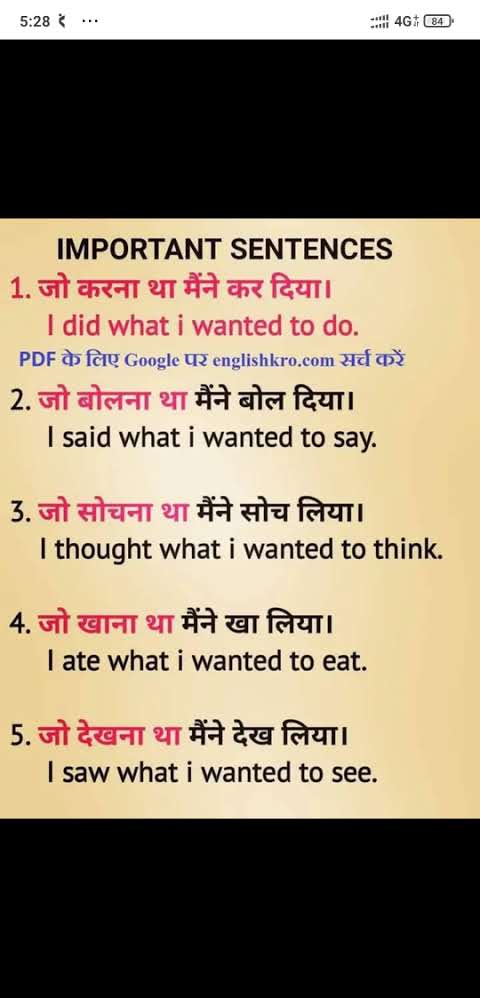 5:28 ...
4G 84
IMPORTANT SENTENCES
1. जो करना था मैंने कर दिया।
I did what i wanted to do.
PDF के लिए Google पर englishkro.com सर्च करें
2. जो बोलना था मैंने बोल दिया।
I said what i wanted to say.
3. जो सोचना था मैंने सोच लिया।
I thought what i wanted to think.
4. जो खाना था मैंने खा लिया।
I ate what i wanted to eat.
5. जो देखना था मैंने देख लिया।
I saw what i wanted to see.